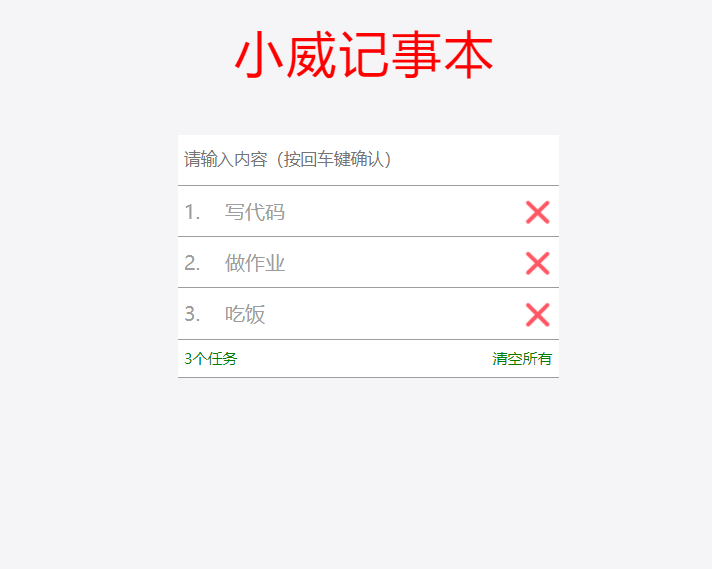 小威记事本
请输入内容（按回车键确认）
1. 写代码
2. 做作业
3. 吃饭
3个任务 清空所有